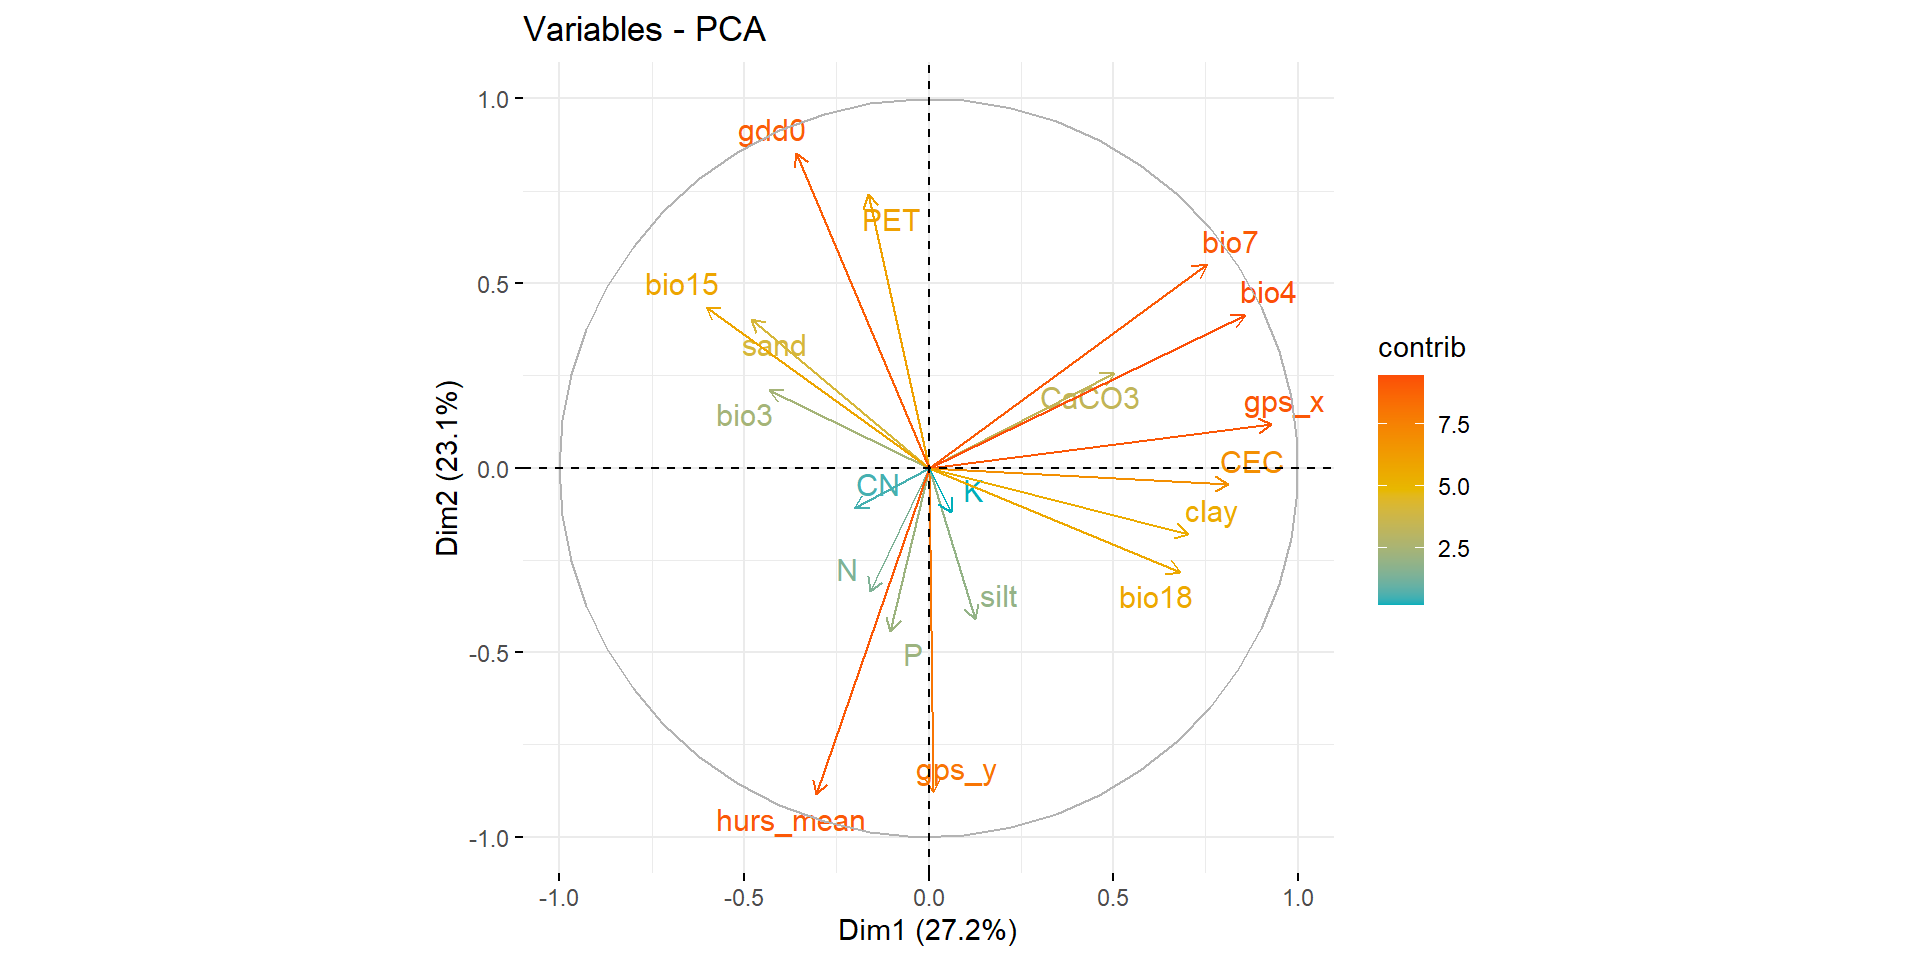 Variables - PCA
1.0
0.5
0.0
-0.5
-1.0
Dim2 (23.1%)
gdd0
PET
bio7
bio15
bio4
sand
CaCO3
bio3
gps_x
CEC
CN
K
clay
N
silt
bio18
P
gps_y
hurs_mean
-1.0
-0.5
0.0
0.5
1.0
Dim1 (27.2%)
contrib
7.5
5.0
2.5